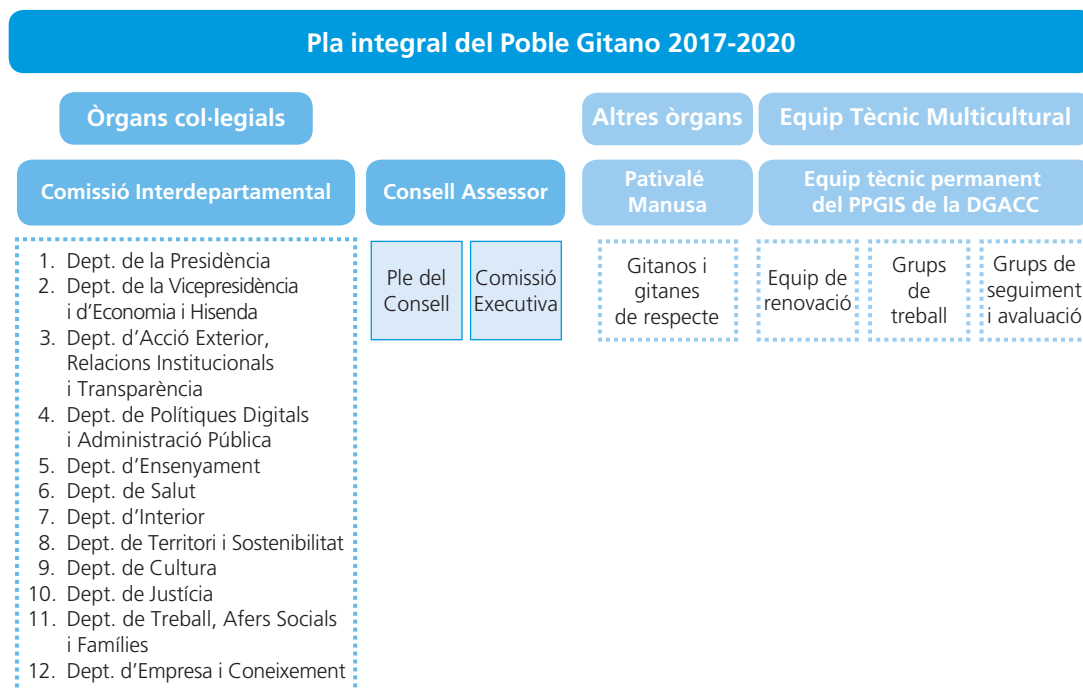 Pla integral del Poble Gitano 2017-2020
Òrgans col·legials
Altres òrgans
Equip Tècnic Multicultural
Comissió Interdepartamental
Consell Assessor
Pativalé
Manusa
Equip tècnic permanent
del PPGIS de la DGACC
1. Dept. de la Presidència
2. Dept. de la Vicepresidència
i d'Economia i Hisenda
3. Dept. d'Acció Exterior,
Relacions Institucionals
i Transparència
4. Dept. de Polítiques Digitals
i Administració Pública
5. Dept. d'Ensenyament
6. Dept. de Salut
7. Dept. d'Interior
8. Dept. de Territori i Sostenibilitat
9. Dept. de Cultura
10. Dept. de Justícia
11. Dept. de Treball, Afers Socials
i Famílies
12. Dept. d'Empresa i Coneixement
Ple del
Consell
Comissió
Executiva
Gitanos i
gitanes
de respecte
Equip de
renovació
Grups
de
treball
Grups de
seguiment
i avaluació